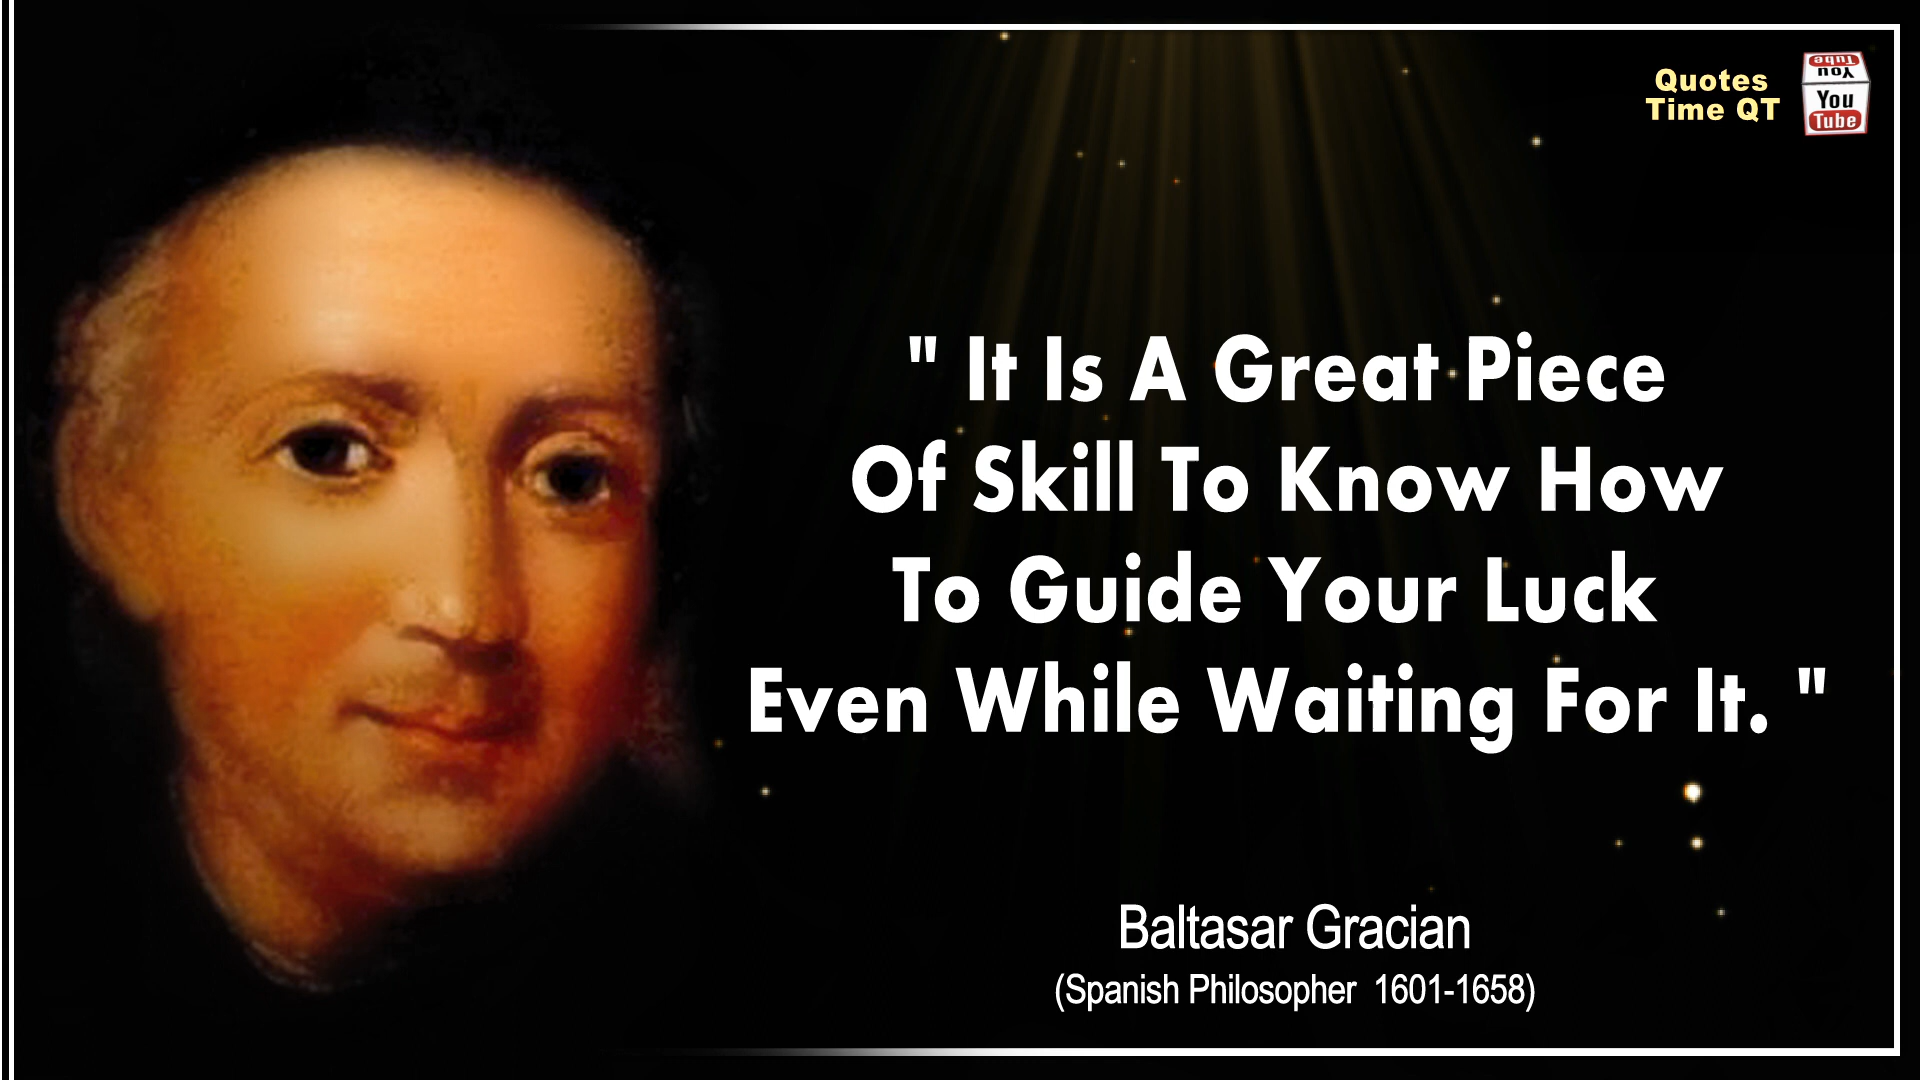 Quotes
Time QT
You
Tube
You
Tube
" It Is A Great Piece
Of Skill To Know How
To Guide Your Luck
Even While Waiting For It. "
Baltasar Gracian
(Spanish Philosopher 1601-1658)